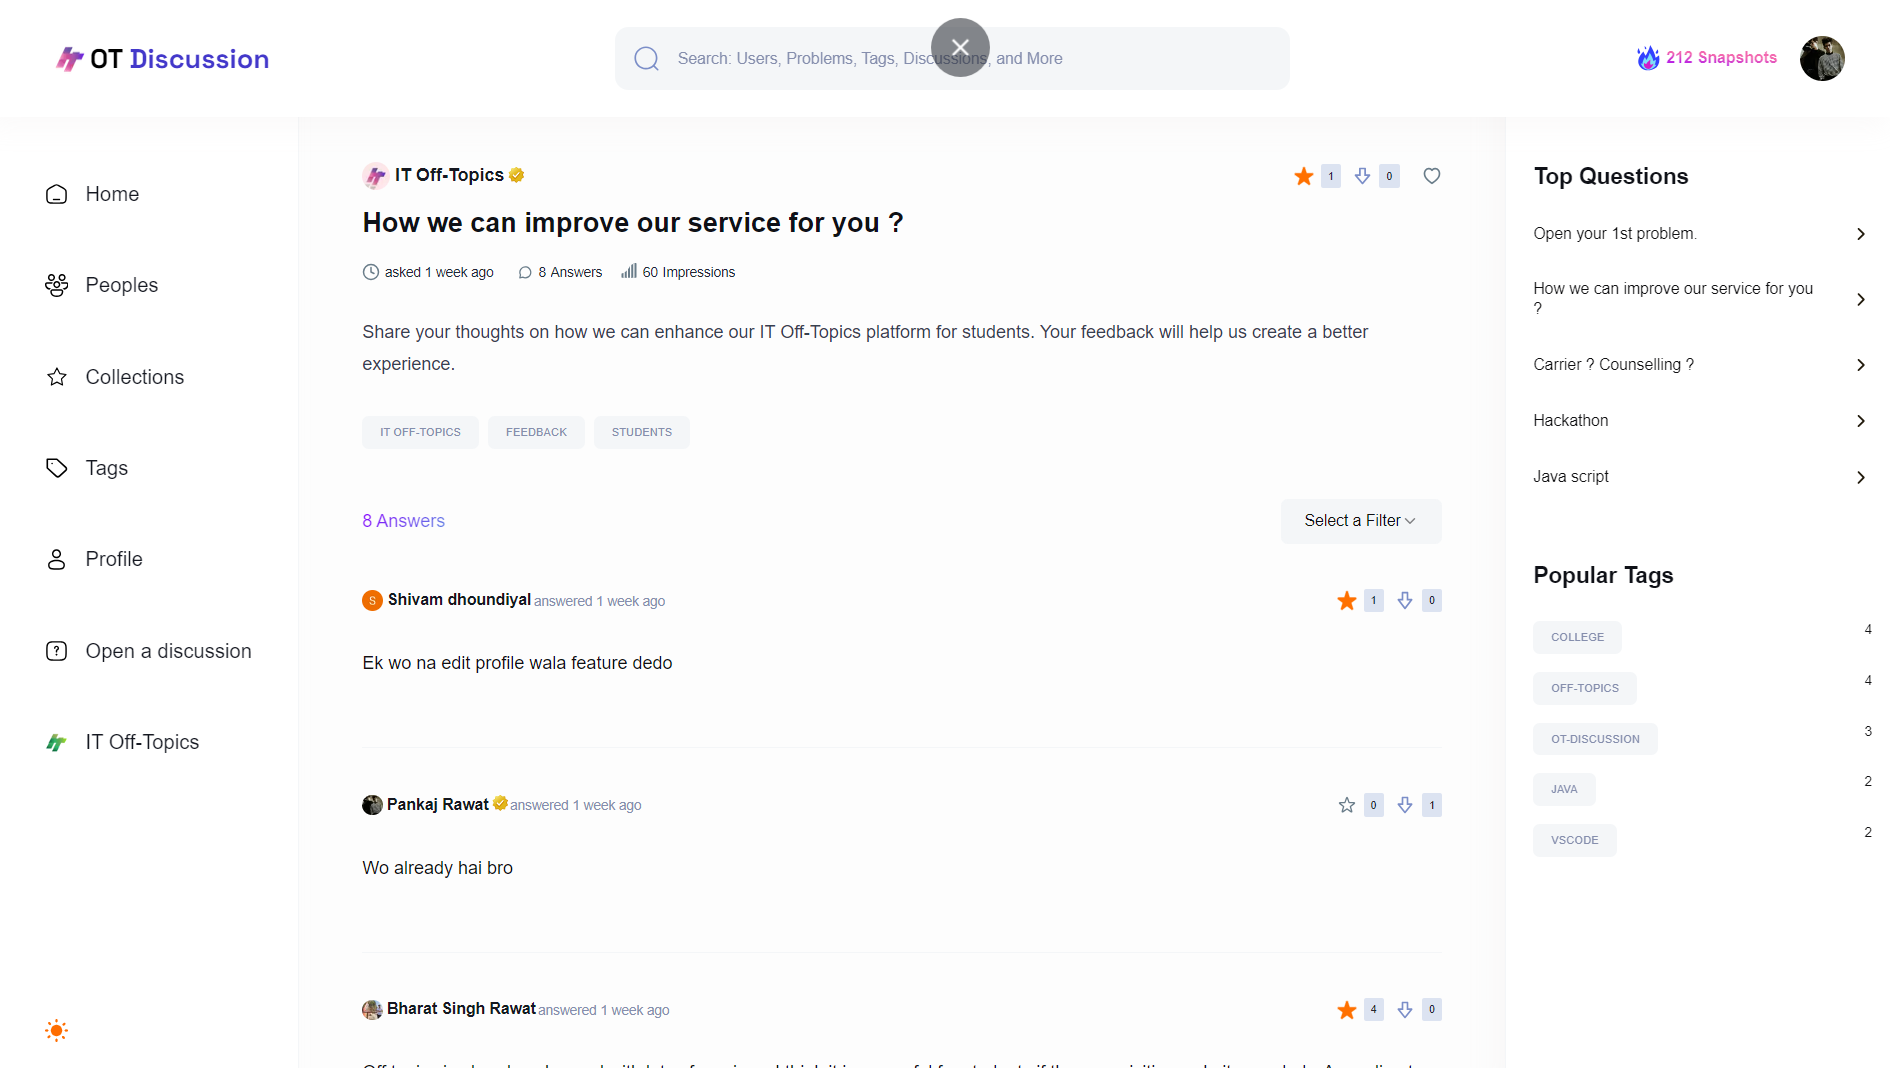 OT Discussion
Search: Users, Problems, Tags, Discussions, and More
212 Snapshots
Home
Peoples
Collections
Tags
Profile
Open a discussion
IT Off-Topics
IT Off-Topics
1
0
How we can improve our service for you ?
asked 1 week ago
8 Answers
60 Impressions
Share your thoughts on how we can enhance our IT Off-Topics platform for students. Your feedback will help us create a better
experience.
IT OFF-TOPICS
FEEDBACK
STUDENTS
8 Answers
Select a Filter
S
Shivam dhoundiyal answered 1 week ago
1
0
Ek wo na edit profile wala feature dedo
Pankaj Rawat answered 1 week ago
0
1
Wo already hai bro
Bharat Singh Rawat answered 1 week ago
4
0
Top Questions
Open your 1st problem.
How we can improve our service for you
?
Carrier ? Counselling ?
Hackathon
Java script
Popular Tags
COLLEGE
4
OFF-TOPICS
4
OT-DISCUSSION
3
JAVA
2
VSCODE
2